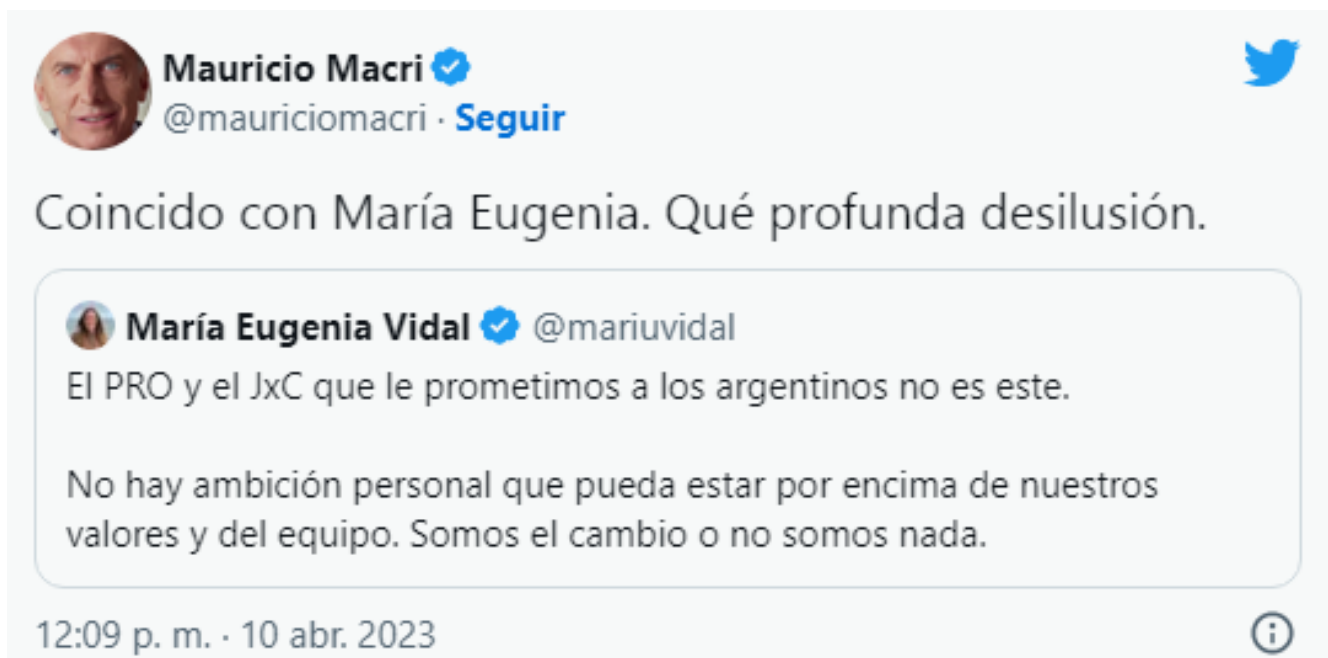 Mauricio Macri
@mauriciomacri · Seguir
Coincido con María Eugenia. Qué profunda desilusión.
María Eugenia Vidal @mariuvidal
El PRO y el JxC que le prometimos a los argentinos no es este.
No hay ambición personal que pueda estar por encima de nuestros
valores y del equipo. Somos el cambio o no somos nada.
12:09 p. m. · 10 abr. 2023